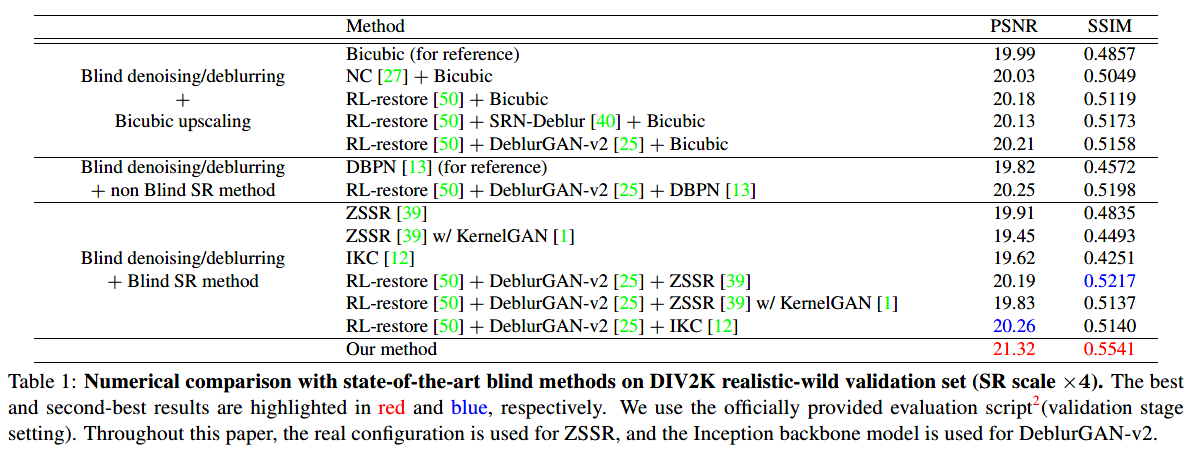 Method PSNR SSIM
Bicubic (for reference) 19.99 0.4857
Blind denoising/deblurring NC [27] + Bicubic 20.03 0.5049
+ RL-restore [50] + Bicubic 20.18 0.5119
Bicubic upscaling RL-restore [50] + SRN-Deblur [40] + Bicubic 20.13 0.5173
RL-restore [50] + DeblurGAN-v2 [25] + Bicubic 20.21 0.5158
Blind denoising/deblurring DBPN [13] (for reference) 19.82 0.4572
+ non Blind SR method RL-restore [50] + DeblurGAN-v2 [25] + DBPN [13] 20.25 0.5198
ZSSR [39] 19.91 0.4835
ZSSR [39] w/ KernelGAN [1] 19.45 0.4493
Blind denoising/deblurring IKC [12] 19.62 0.4251
+ Blind SR method RL-restore [50] + DeblurGAN-v2 [25] + ZSSR [39] 20.19 0.5217
RL-restore [50] + DeblurGAN-v2 [25] + ZSSR [39] w/ KernelGAN [1] 19.83 0.5137
RL-restore [50] + DeblurGAN-v2 [25] + IKC [12] 20.26 0.5140
Our method 21.32 0.5541
Table 1: Numerical comparison with state-of-the-art blind methods on DIV2K realistic-wild validation set (SR scale ×4). The best
and second-best results are highlighted in red and blue, respectively. We use the officially provided evaluation script2(validation stage
setting). Throughout this paper, the real configuration is used for ZSSR, and the Inception backbone model is used for DeblurGAN-v2.